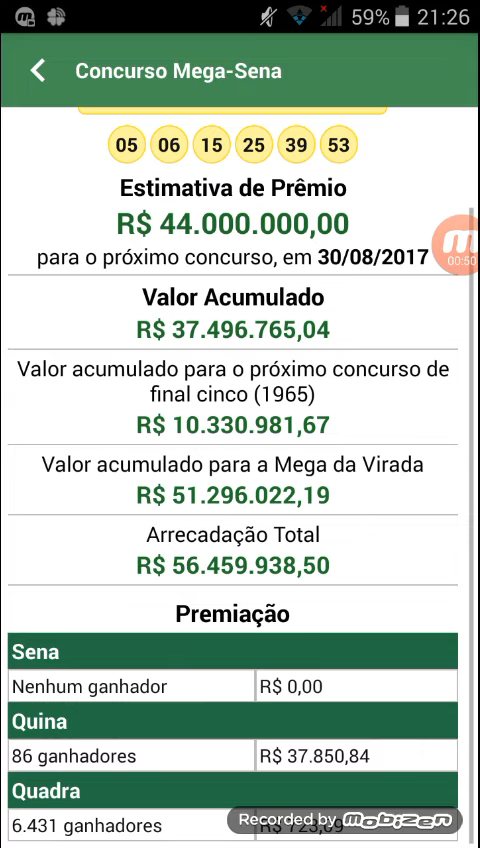 59% 21:26
Concurso Mega-Sena
05 06 15 25 39 53
Estimativa de Prêmio
R$ 44.000.000,00
para o próximo concurso, em 30/08/2017
00:50
Valor Acumulado
R$ 37.496.765,04
Valor acumulado para o próximo concurso de
final cinco (1965)
R$ 10.330.981,67
Valor acumulado para a Mega da Virada
R$ 51.296.022,19
Arrecadação Total
R$ 56.459.938,50
Premiação
Sena
Nenhum ganhador R$ 0,00
Quina
86 ganhadores R$ 37.850,84
Quadra
Recorded by Mobizen
6.431 ganhadores R$ 723,09